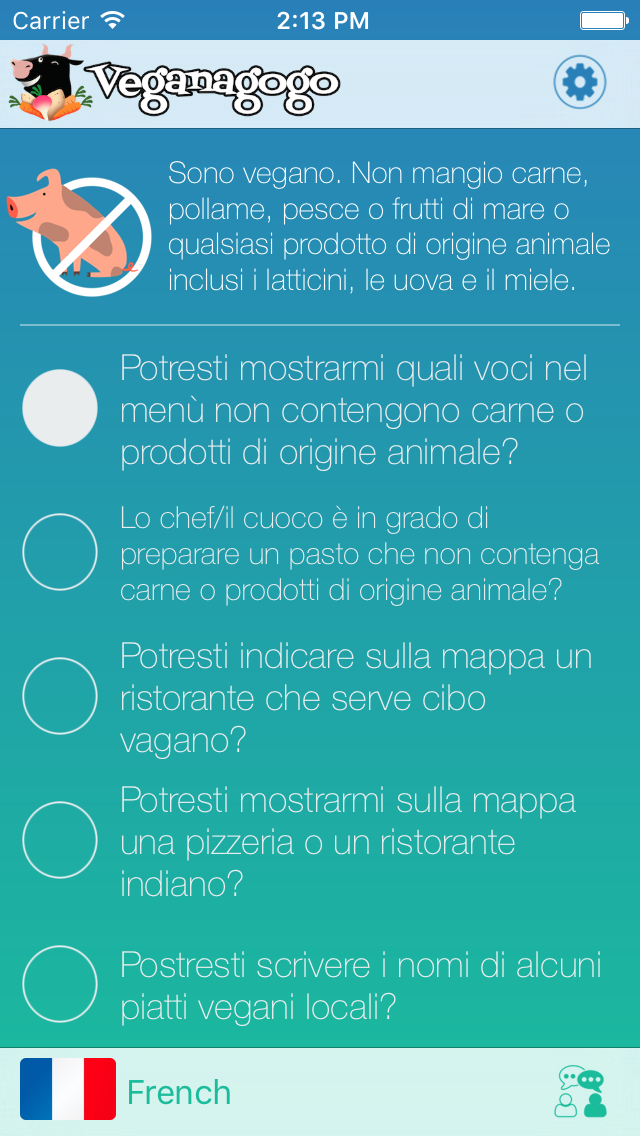 Carrier
2:13 PM
Veganagogo
Sono vegano. Non mangio carne,
pollame, pesce o frutti di mare o
qualsiasi prodotto di origine animale
inclusi i latticini, le uova e il miele.
Potresti mostrarmi quali voci nel
menù non contengono carne o
prodotti di origine animale?
Lo chef/il cuoco è in grado di
preparare un pasto che non contenga
carne o prodotti di origine animale?
Potresti indicare sulla mappa un
ristorante che serve cibo
vagano?
Potresti mostrarmi sulla mappa
una pizzeria o un ristorante
indiano?
Postresti scrivere i nomi di alcuni
piatti vegani locali?
French